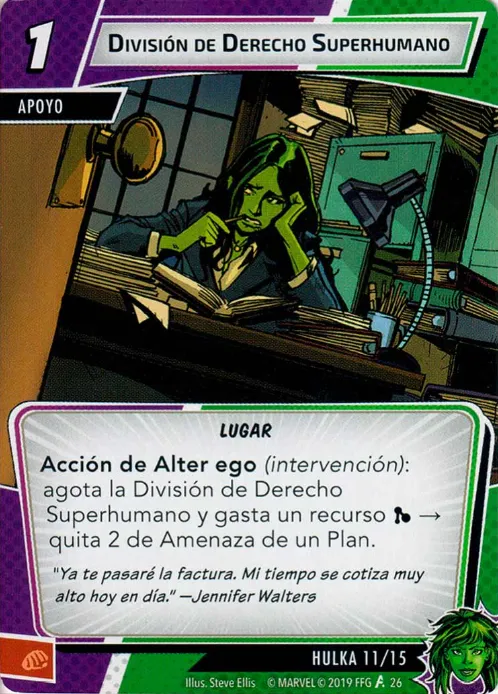 1
DIVISIÓN DE DERECHO SUPERHUMANO
APOYO
LUGAR
Acción de Alter ego (intervención):
agota la División de Derecho
Superhumano y gasta un recurso →
quita 2 de Amenaza de un Plan.
"Ya te pasaré la factura. Mi tiempo se cotiza muy
alto hoy en día." —Jennifer Walters
HULKA 11/15
Illus. Steve Ellis © MARVEL © 2019 FFG 26